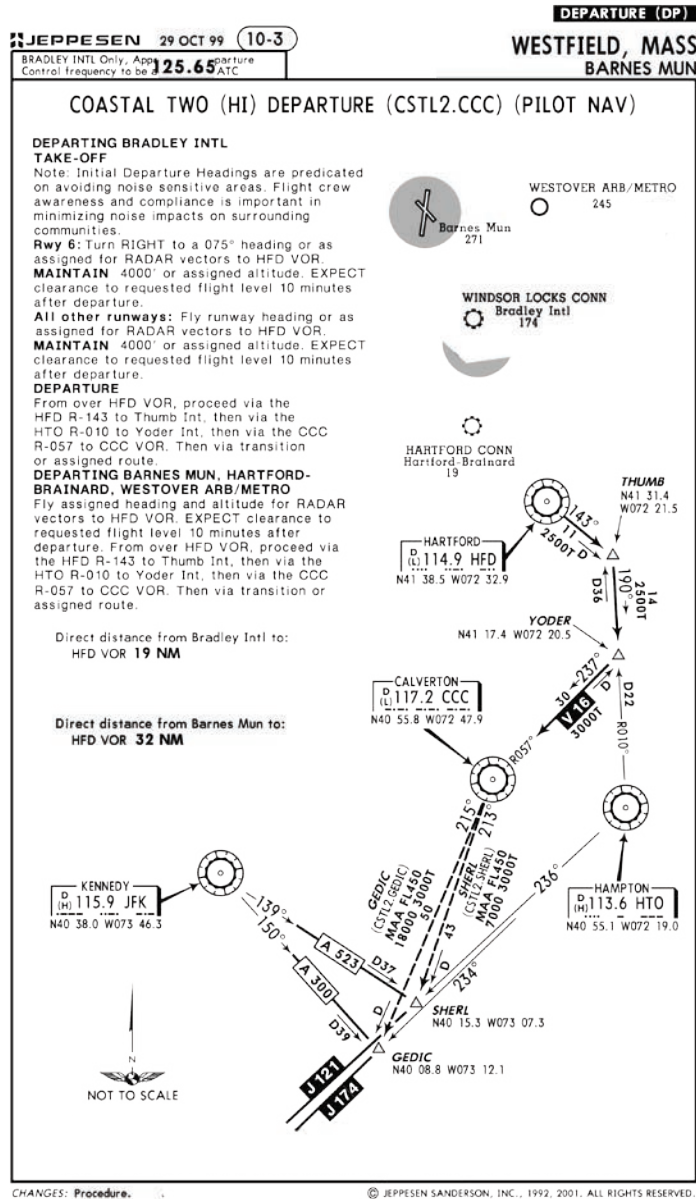 DEPARTURE (DP)
JEPPESEN 29 OCT 99 10-3
WESTFIELD, MASS
BARNES MUN
BRADLEY INTL Only, App parture
Control frequency to be a 125.65 ATC
COASTAL TWO (HI) DEPARTURE (CSTL2.CCC) (PILOT NAV)
DEPARTING BRADLEY INTL
TAKE-OFF
Note: Initial Departure Headings are predicated
on avoiding noise sensitive areas. Flight crew
awareness and compliance is important in
minimizing noise impacts on surrounding
communities.
Rwy 6: Turn RIGHT to a 075° heading or as
assigned for RADAR vectors to HFD VOR.
MAINTAIN 4000' or assigned altitude. EXPECT
clearance to requested flight level 10 minutes
after departure.
All other runways: Fly runway heading or as
assigned for RADAR vectors to HFD VOR.
MAINTAIN 4000' or assigned altitude. EXPECT
clearance to requested flight level 10 minutes
after departure.
DEPARTURE
From over HFD VOR, proceed via the
HFD R-143 to Thumb Int, then via the
HTO R-010 to Yoder Int, then via the CCC
R-057 to CCC VOR. Then via transition
or assigned route.
DEPARTING BARNES MUN, HARTFORD-
BRAINARD, WESTOVER ARB/METRO
Fly assigned heading and altitude for RADAR
vectors to HFD VOR. EXPECT clearance to
requested flight level 10 minutes after
departure. From over HFD VOR, proceed via
the HFD R-143 to Thumb Int, then via the
HTO R-010 to Yoder Int, then via the CCC
R-057 to CCC VOR. Then via transition or
assigned route.
Direct distance from Bradley Intl to:
HFD VOR 19 NM
Direct distance from Barnes Mun to:
HFD VOR 32 NM
Barnes Mun
271
WESTOVER ARB/METRO
245
WINDSOR LOCKS CONN
Bradley Intl
174
HARTFORD CONN
Hartford-Brainard
19
THUMB
N41 31.4
W072 21.5
HARTFORD
D
(L) 114.9 HFD
N41 38.5 W072 32.9
143°
11
2500T D
190°
14
2500T
D36
YODER
N41 17.4 W072 20.5
237°
30
D
V 16
3000T
R057°
D22
R010°
CALVERTON
D
(L) 117.2 CCC
N40 55.8 W072 47.9
HAMPTON
D
(H) 113.6 HTO
N40 55.1 W072 19.0
236°
234°
215°
213°
GEDIC
(CSTL2.GEDIC)
MAA FL450
18000 3000T
50
D
SHERL
(CSTL2.SHERL)
MAA FL450
7000 3000T
43
D
KENNEDY
D
(H) 115.9 JFK
N40 38.0 W073 46.3
139°
A 523
D37
150°
A 300
D39
SHERL
N40 15.3 W073 07.3
GEDIC
N40 08.8 W073 12.1
J 121
J 174
N
NOT TO SCALE
CHANGES: Procedure.
© JEPPESEN SANDERSON, INC., 1992, 2001. ALL RIGHTS RESERVED.